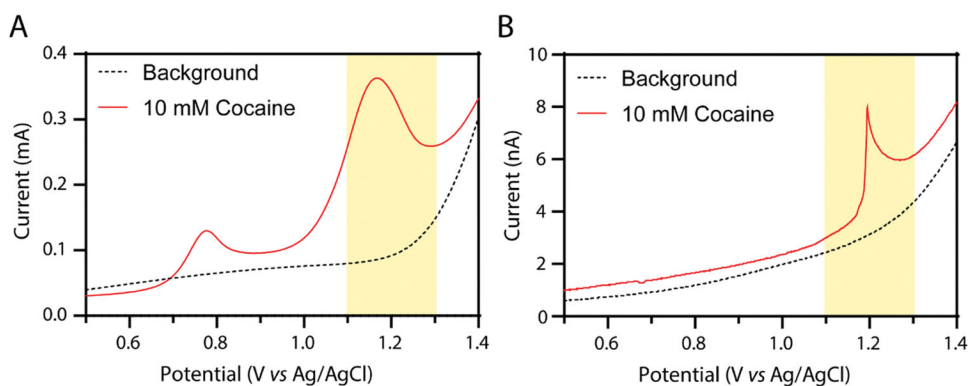 A
Current (mA)
0.4
0.3
0.2
0.1
0.0
Background
10 mM Cocaine
0.6 0.8 1.0 1.2 1.4
Potential (V vs Ag/AgCl)
B
Current (nA)
10
8
6
4
2
0
Background
10 mM Cocaine
0.6 0.8 1.0 1.2 1.4
Potential (V vs Ag/AgCl)